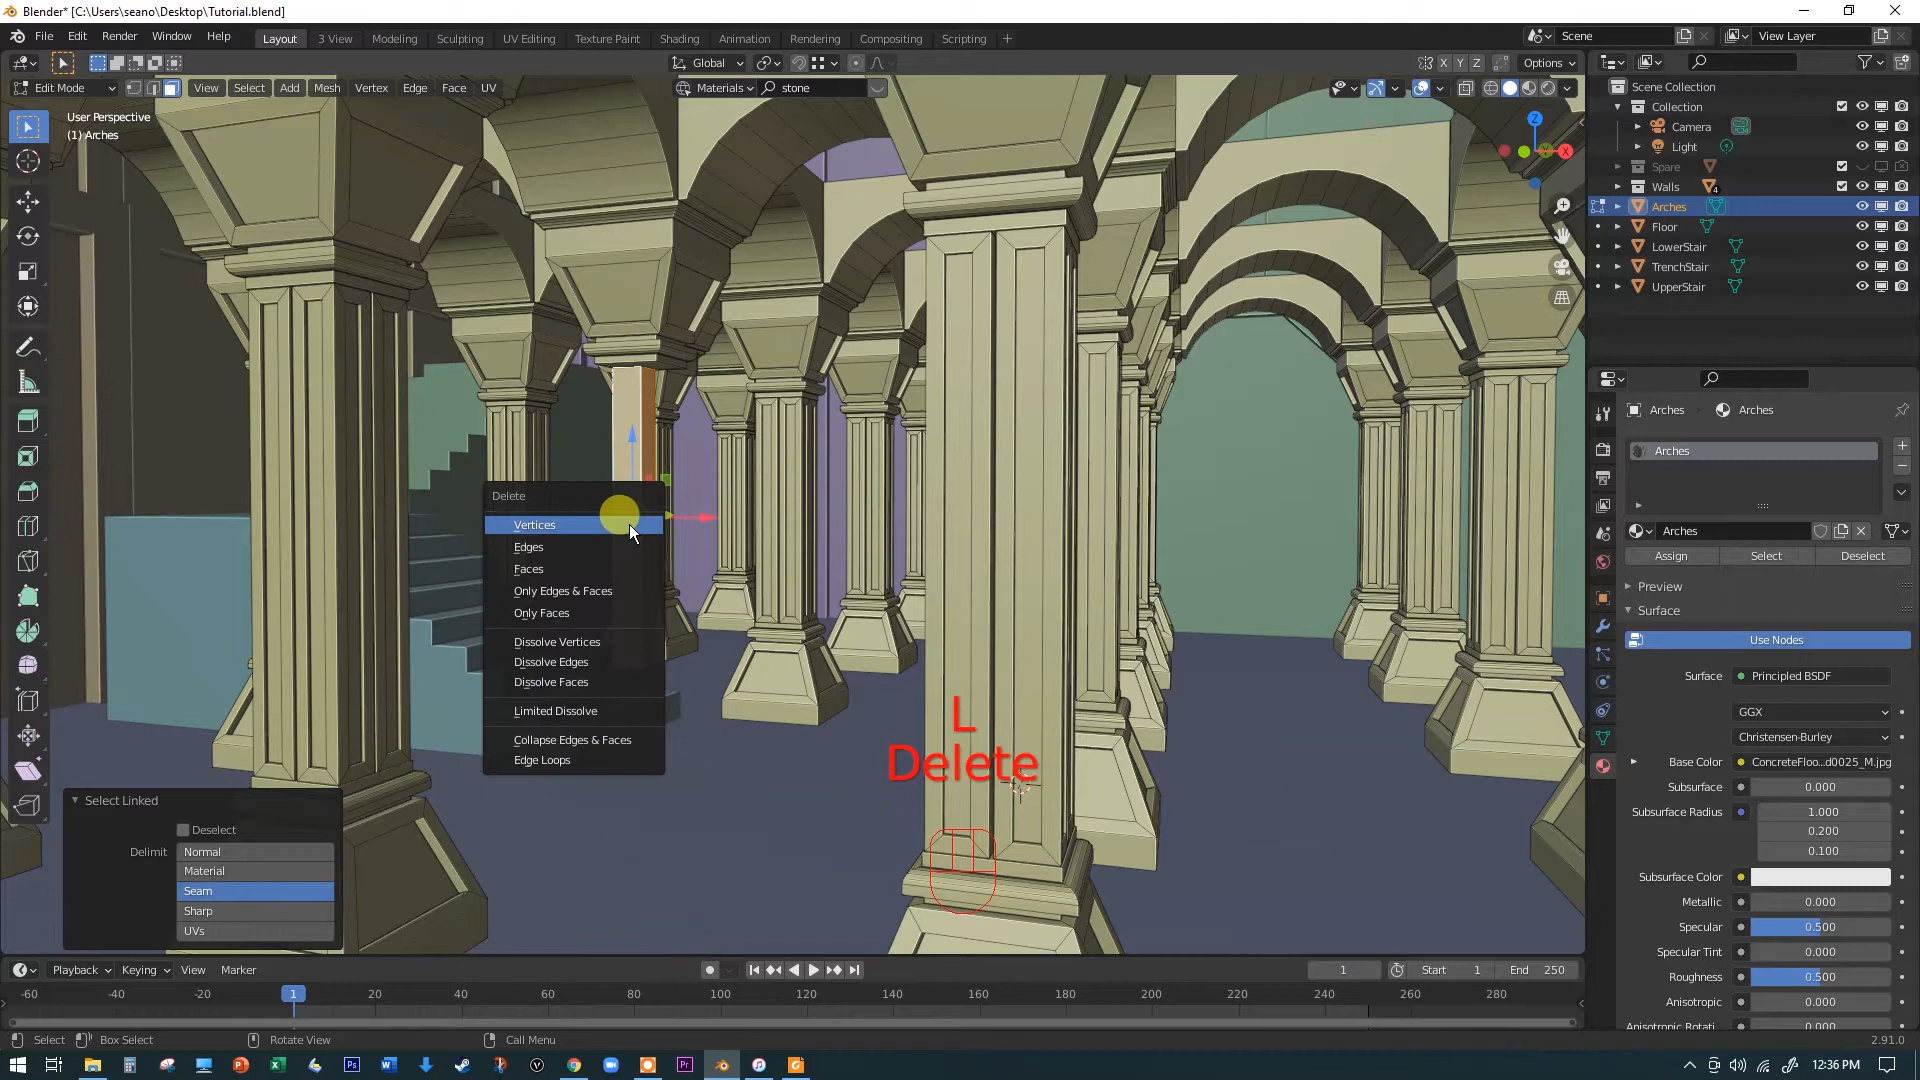 Blender* [C:\Users\seano\Desktop\Tutorial.blend]
File Edit Render Window Help Layout 3 View Modeling Sculpting UV Editing Texture Paint Shading Animation Rendering Compositing Scripting + Scene View Layer
Global X Y Z Options
Edit Mode View Select Add Mesh Vertex Edge Face UV Materials stone
User Perspective
(1) Arches
Z
X
Scene Collection
Collection
Camera
Light
Spare
Walls 4
Arches
Floor
LowerStair
TrenchStair
UpperStair
Arches Arches
Arches
Arches
Assign Select Deselect
Preview
Surface
Use Nodes
Surface Principled BSDF
GGX
Christensen-Burley
Base Color ConcreteFloo...d0025_M.jpg
Subsurface 0.000
Subsurface Radius 1.000
0.200
0.100
Subsurface Color
Metallic 0.000
Specular 0.500
Specular Tint 0.000
Roughness 0.500
Anisotropic 0.000
Anisotropic Rotati... 0.000
Delete
Vertices
Edges
Faces
Only Edges & Faces
Only Faces
Dissolve Vertices
Dissolve Edges
Dissolve Faces
Limited Dissolve
Collapse Edges & Faces
Edge Loops
L
Delete
Select Linked
Deselect
Delimit Normal
Material
Seam
Sharp
UVs
Playback Keying View Marker 1 Start 1 End 250
-60 -40 -20 1 20 40 60 80 100 120 140 160 180 200 220 240 260 280
Select Box Select Rotate View Call Menu 2.91.0
12:36 PM